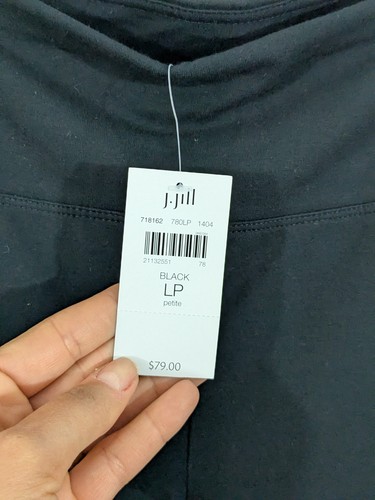 j.jill
718162 780LP 1404
21132551 78
BLACK
LP
petite
$79.00